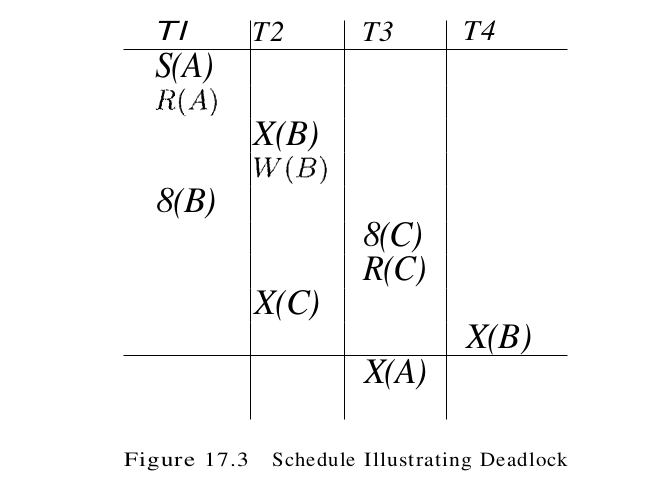 T1 T2 T3 T4
S(A)
R(A)
X(B)
W(B)
8(B)
8(C)
R(C)
X(C)
X(B)
X(A)
Figure 17.3 Schedule Illustrating Deadlock